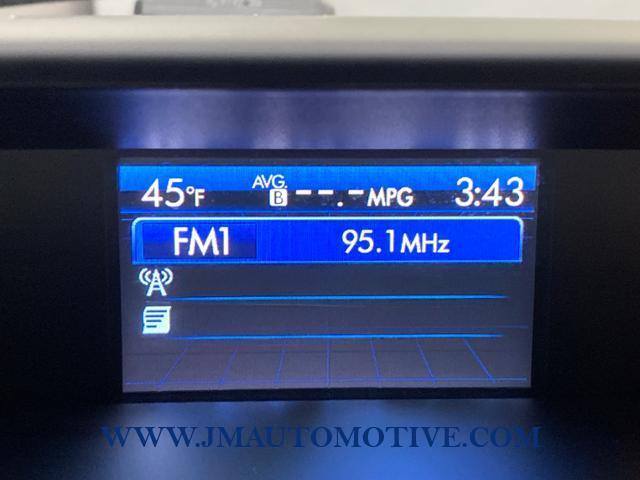 45°F AVG. B --.- MPG 3:43
FM1 95.1MHz
WWW.JMAUTOMOTIVE.COM